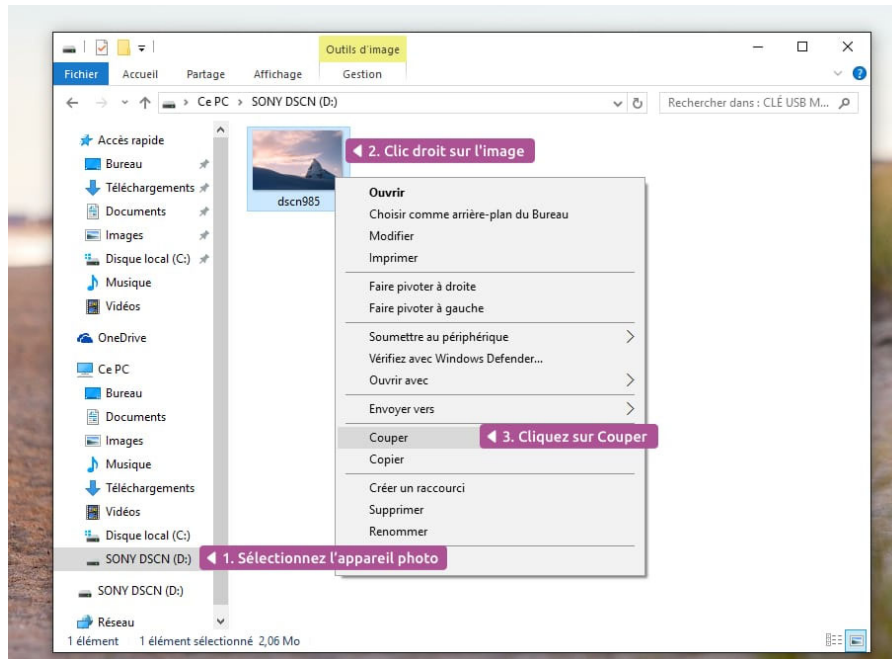 Outils d'image
Fichier Accueil Partage Affichage Gestion
Ce PC > SONY DSCN (D:)
Rechercher dans : CLÉ USB M...
Accès rapide
Bureau
Téléchargements
Documents
Images
Disque local (C:)
Musique
Vidéos
OneDrive
Ce PC
Bureau
Documents
Images
Musique
Téléchargements
Vidéos
Disque local (C:)
SONY DSCN (D:)
1. Sélectionnez l'appareil photo
SONY DSCN (D:)
Réseau
dscn985
2. Clic droit sur l'image
Ouvrir
Choisir comme arrière-plan du Bureau
Modifier
Imprimer
Faire pivoter à droite
Faire pivoter à gauche
Soumettre au périphérique
Vérifiez avec Windows Defender...
Ouvrir avec
Envoyer vers
Couper
3. Cliquez sur Couper
Copier
Créer un raccourci
Supprimer
Renommer
1 élément 1 élément sélectionné 2,06 Mo